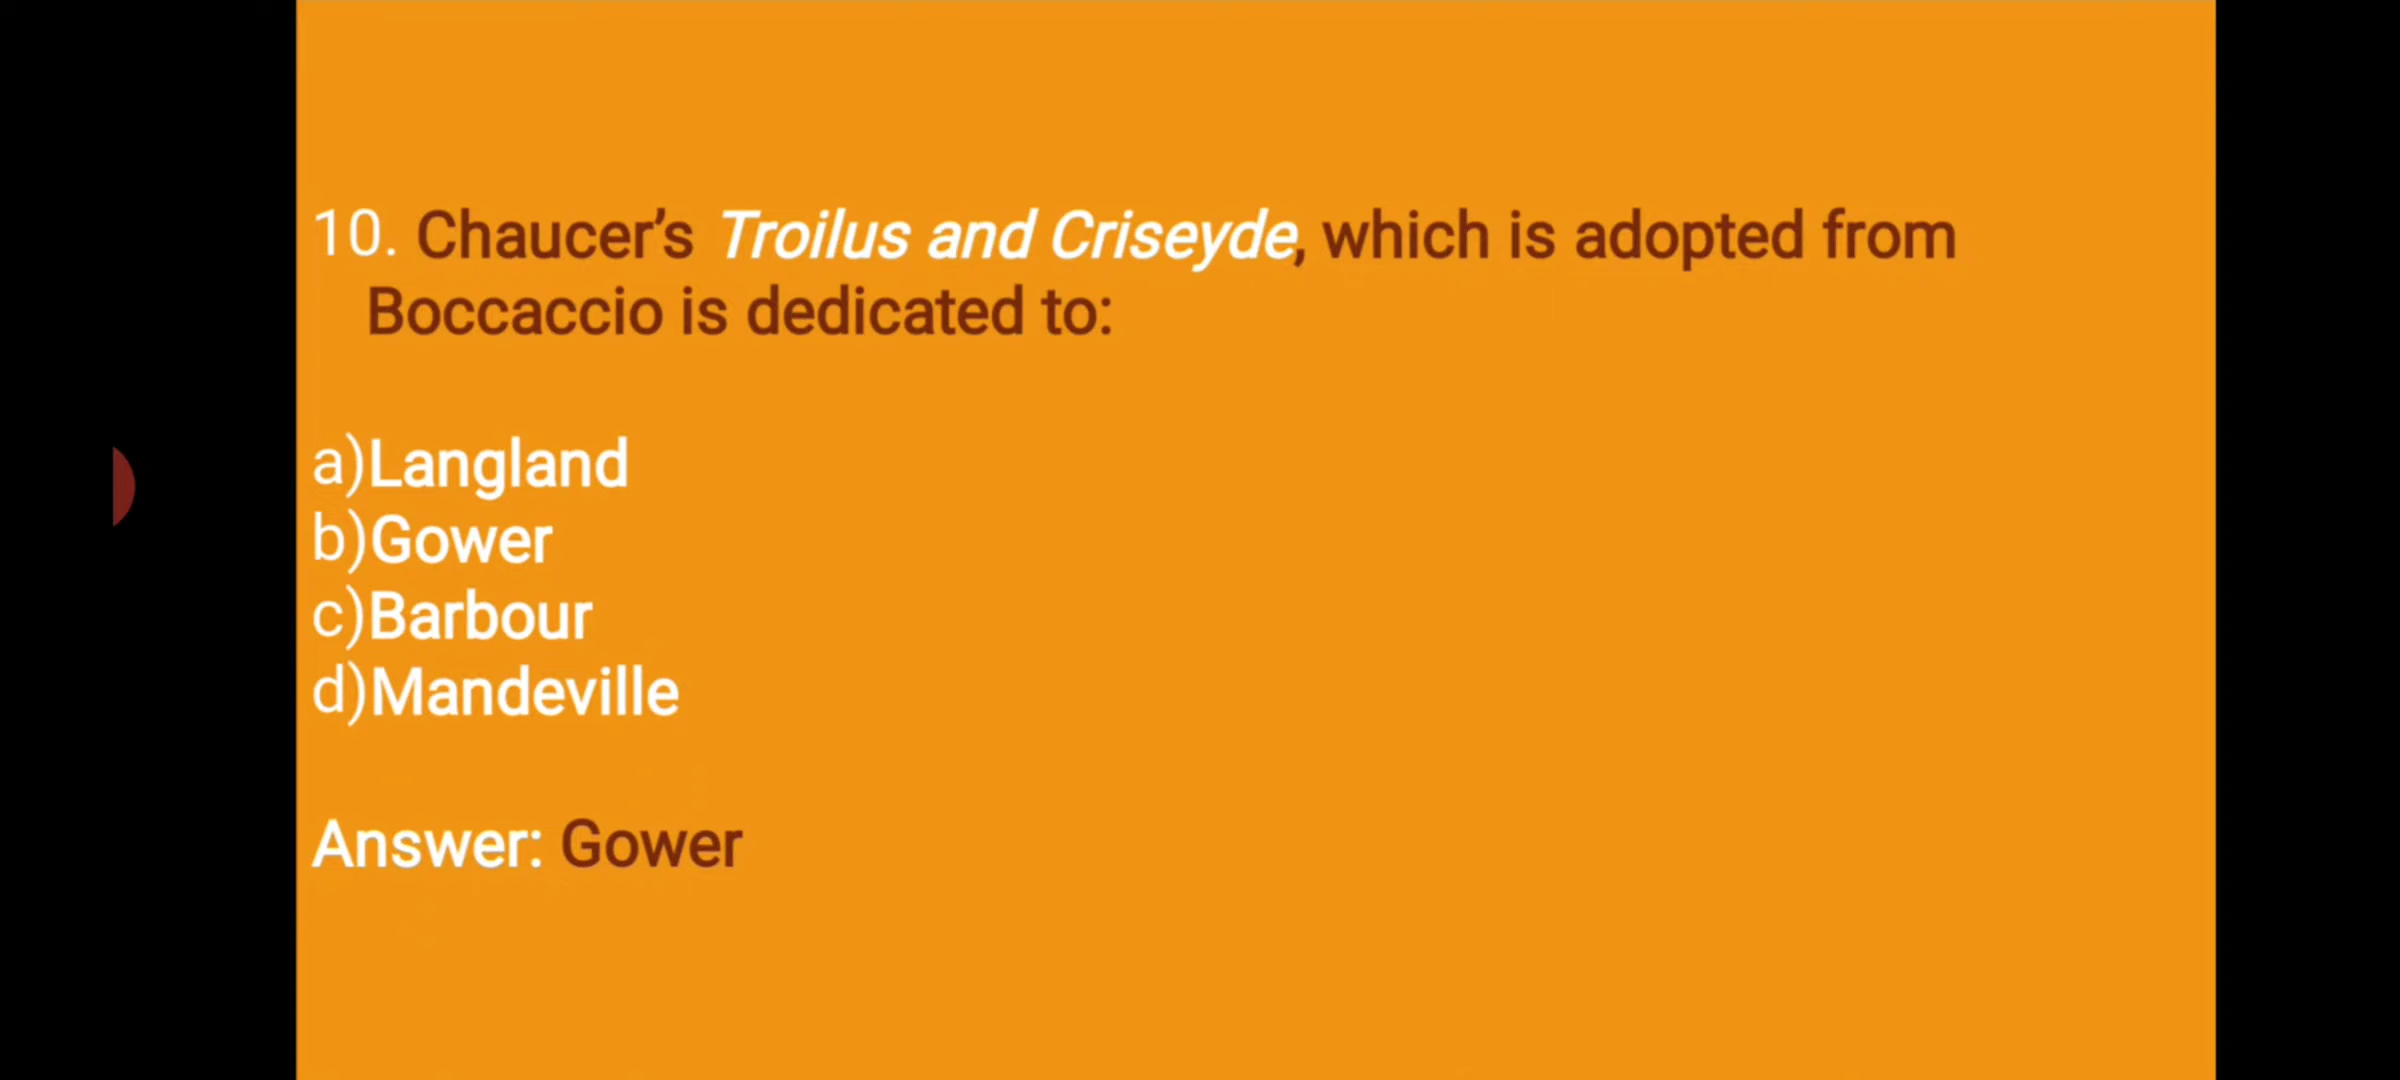 10. Chaucer’s Troilus and Criseyde, which is adopted from
Boccaccio is dedicated to:
a)Langland
b)Gower
c)Barbour
d)Mandeville
Answer: Gower